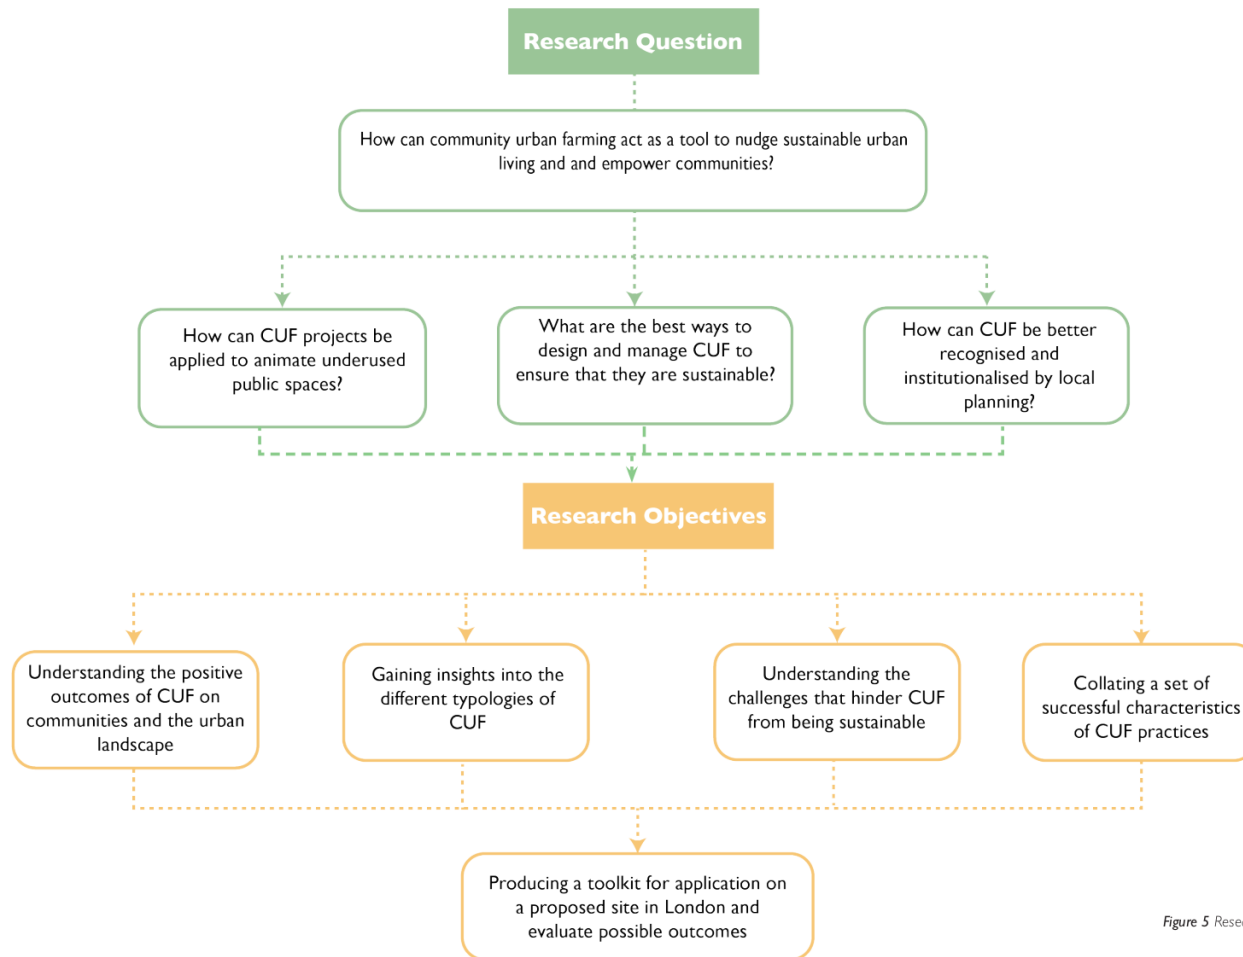 Research Question
How can community urban farming act as a tool to nudge sustainable urban
living and and empower communities?
How can CUF projects be
applied to animate underused
public spaces?
What are the best ways to
design and manage CUF to
ensure that they are sustainable?
How can CUF be better
recognised and
institutionalised by local
planning?
Research Objectives
Understanding the positive
outcomes of CUF on
communities and the urban
landscape
Gaining insights into the
different typologies of
CUF
Understanding the
challenges that hinder CUF
from being sustainable
Collating a set of
successful characteristics
of CUF practices
Producing a toolkit for application on
a proposed site in London and
evaluate possible outcomes
Figure 5